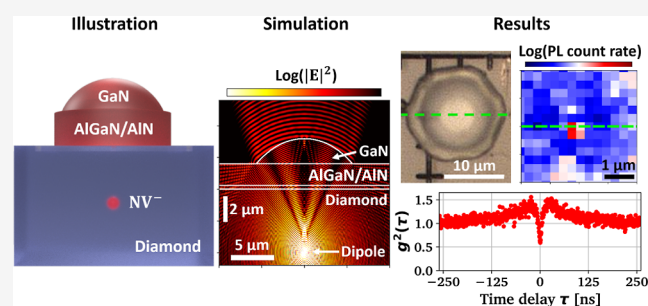 Illustration
Simulation
Results
GaN
AlGaN/AlN
NV⁻
Diamond
Log(|E|²)
GaN
AlGaN/AlN
Diamond
2 µm
5 µm
Dipole
10 µm
Log(PL count rate)
1 µm
g²(τ)
1.5
1.0
0.5
0.0
-250
-125
0
125
250
Time delay τ [ns]